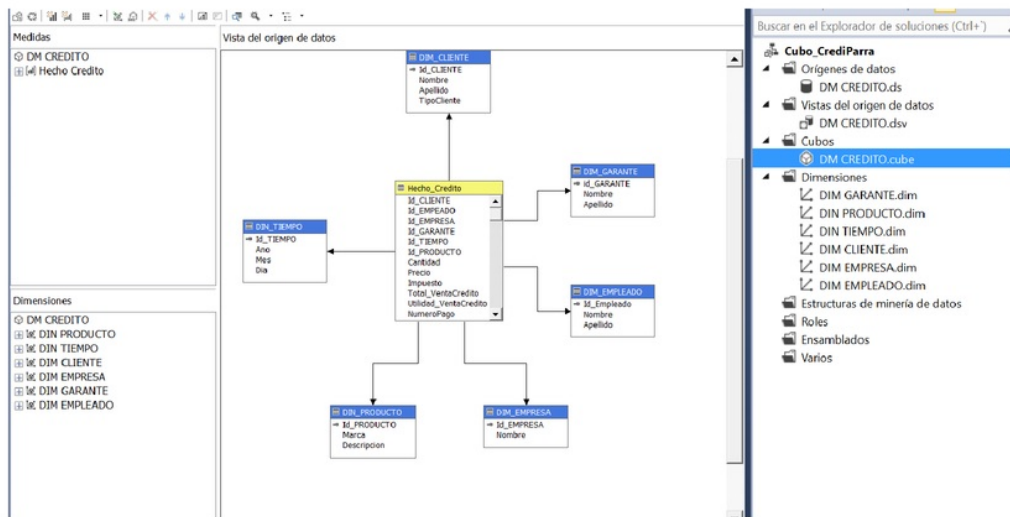 Medidas
DM CREDITO
Hecho Credito
Dimensiones
DM CREDITO
DIN PRODUCTO
DIN TIEMPO
DIM CLIENTE
DIM EMPRESA
DIM GARANTE
DIM EMPLEADO
Vista del origen de datos
DIM_CLIENTE
Id_CLIENTE
Nombre
Apellido
TipoCliente
DIM_GARANTE
id_GARANTE
Nombre
Apellido
Hecho_Credito
Id_CLIENTE
Id_EMPEADO
Id_EMPRESA
Id_GARANTE
Id_TIEMPO
Id_PRODUCTO
Cantidad
Precio
Impuesto
Total_VentaCredito
Utilidad_VentaCredito
NumeroPago
DIN_TIEMPO
Id_TIEMPO
Ano
Mes
Dia
DIM_EMPLEADO
Id_Empleado
Nombre
Apellido
DIN_PRODUCTO
Id_PRODUCTO
Marca
Descripcion
DIM_EMPRESA
Id_EMPRESA
Nombre
Buscar en el Explorador de soluciones (Ctrl+`)
Cubo_CrediParra
Orígenes de datos
DM CREDITO.ds
Vistas del origen de datos
DM CREDITO.dsv
Cubos
DM CREDITO.cube
Dimensiones
DIM GARANTE.dim
DIN PRODUCTO.dim
DIN TIEMPO.dim
DIM CLIENTE.dim
DIM EMPRESA.dim
DIM EMPLEADO.dim
Estructuras de minería de datos
Roles
Ensamblados
Varios